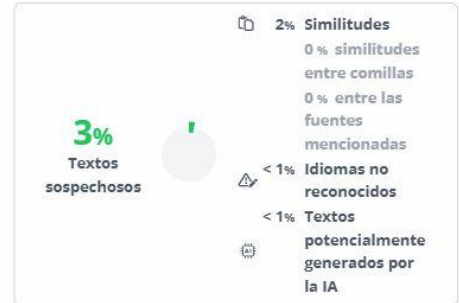 3%
Textos
sospechosos
2% Similitudes
0 % similitudes
entre comillas
0 % entre las
fuentes
mencionadas
< 1% Idiomas no
reconocidos
< 1% Textos
potencialmente
generados por
la IA
AI